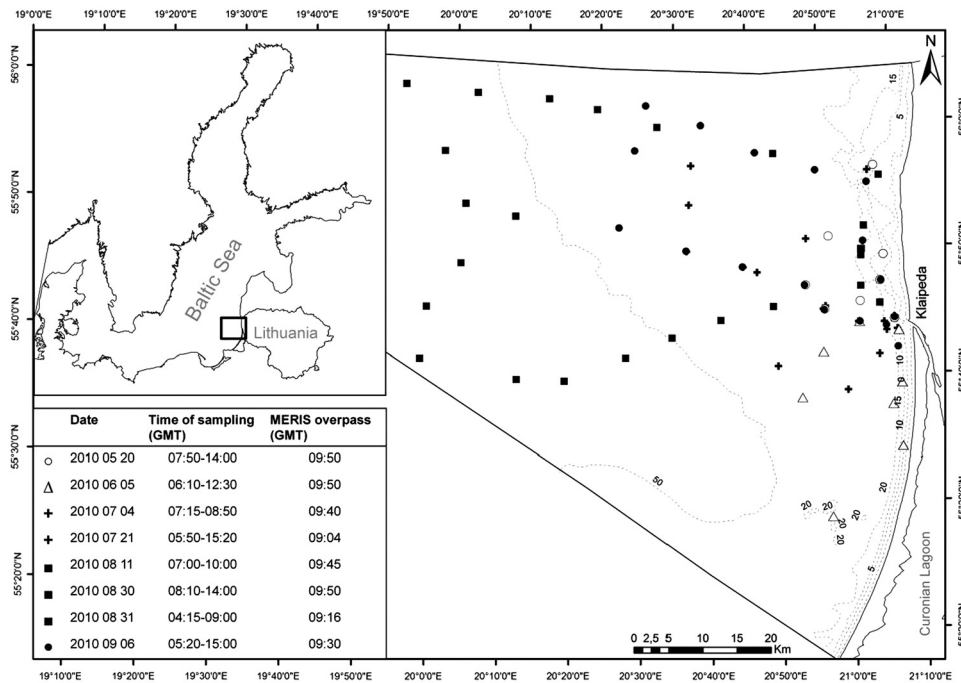 19°0'0"E 19°10'0"E 19°20'0"E 19°30'0"E 19°40'0"E 19°50'0"E 20°0'0"E 20°10'0"E 20°20'0"E 20°30'0"E 20°40'0"E 20°50'0"E 21°0'0"E
56°0'0"N
55°50'0"N
55°40'0"N
55°30'0"N
55°20'0"N
Baltic Sea
Lithuania
N
15
5
Klaipeda
10
15
10
50
20
20
20
20
20
20
5
Curonian Lagoon
Date Time of sampling (GMT) MERIS overpass (GMT)
2010 05 20 07:50-14:00 09:50
2010 06 05 06:10-12:30 09:50
2010 07 04 07:15-08:50 09:40
2010 07 21 05:50-15:20 09:04
2010 08 11 07:00-10:00 09:45
2010 08 30 08:10-14:00 09:50
2010 08 31 04:15-09:00 09:16
2010 09 06 05:20-15:00 09:30
0 2,5 5 10 15 20 Km
19°10'0"E 19°20'0"E 19°30'0"E 19°40'0"E 19°50'0"E 20°0'0"E 20°10'0"E 20°20'0"E 20°30'0"E 20°40'0"E 20°50'0"E 21°0'0"E 21°10'0"E